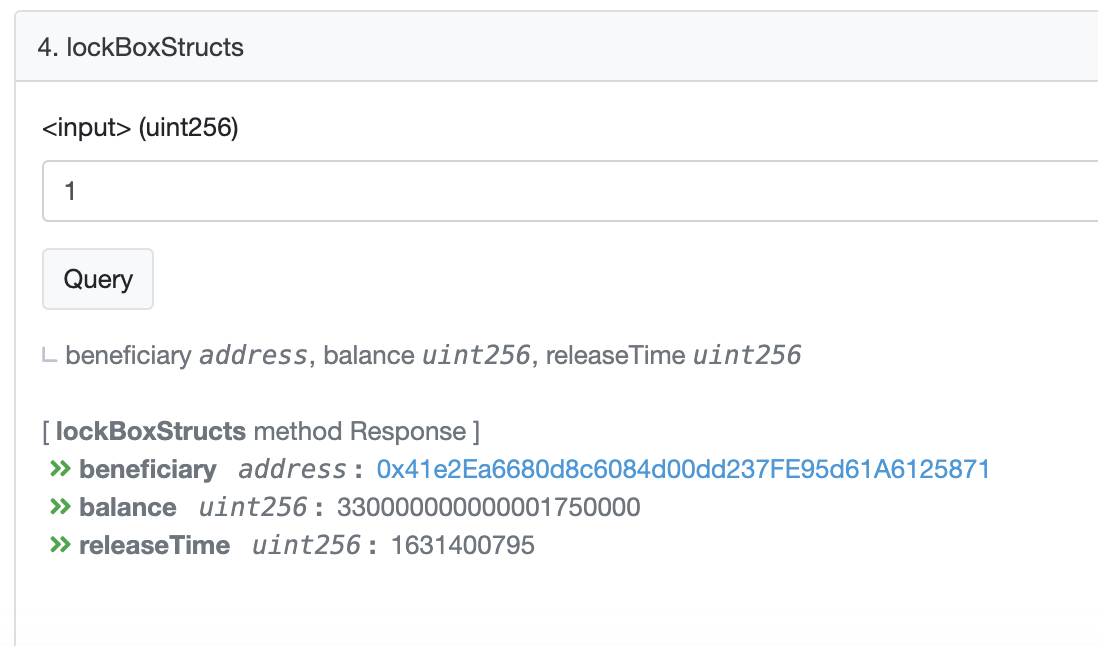 4. lockBoxStructs
<input> (uint256)
1
Query
beneficiary address, balance uint256, releaseTime uint256
[ lockBoxStructs method Response ]
beneficiary address : 0x41e2Ea6680d8c6084d00dd237FE95d61A6125871
balance uint256 : 330000000000001750000
releaseTime uint256 : 1631400795